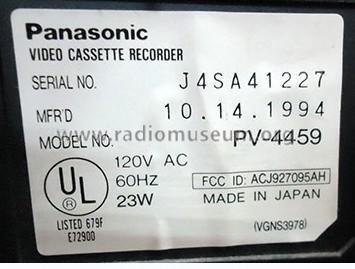 Panasonic
VIDEO CASSETTE RECORDER
SERIAL NO. J4SA41227
MFR'D 10.14.1994
www.radiomuseum.org
MODEL NO. PV-4459
120V AC
60HZ FCC ID: ACJ927095AH
23W MADE IN JAPAN
UL
LISTED 679F
E72900
(VGNS3978)